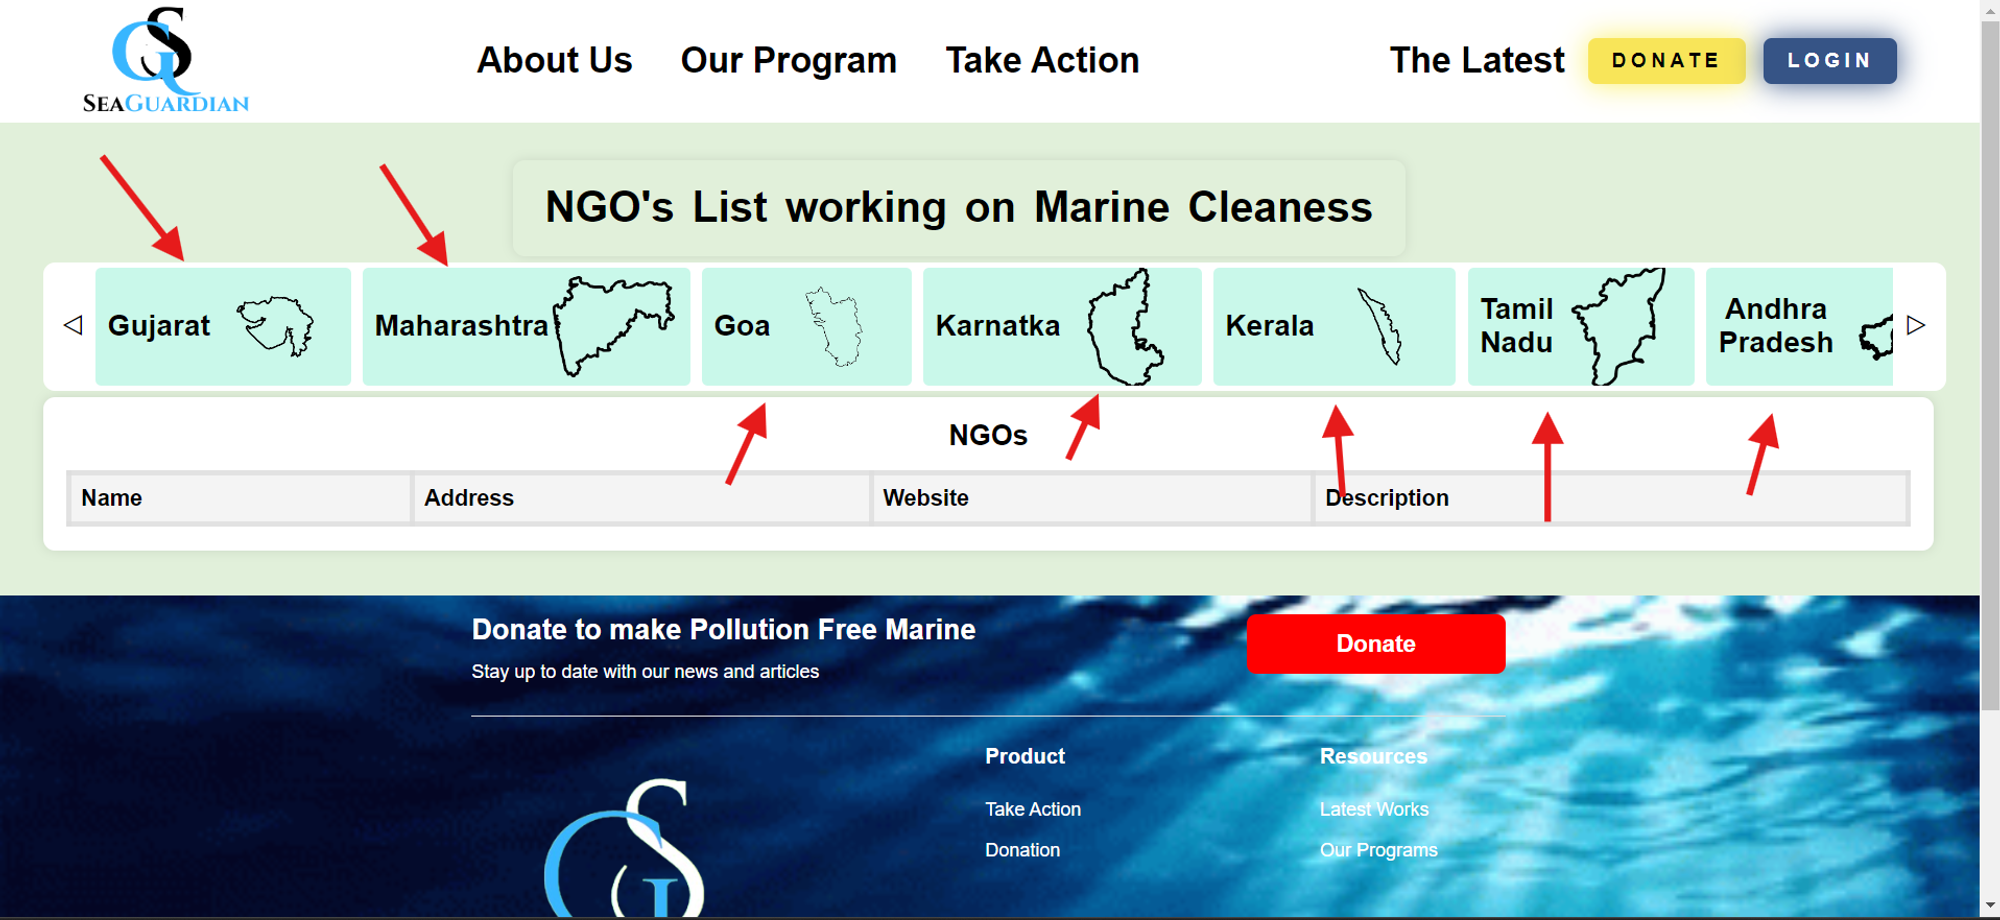 About Us Our Program Take Action The Latest DONATE LOGIN
GS
SEAGUARDIAN
NGO's List working on Marine Cleaness
Gujarat Maharashtra Goa Karnatka Kerala Tamil Nadu Andhra Pradesh
NGOs
Name Address Website Description
Donate to make Pollution Free Marine
Donate
Stay up to date with our news and articles
Product Resources
Take Action Latest Works
Donation Our Programs
GS